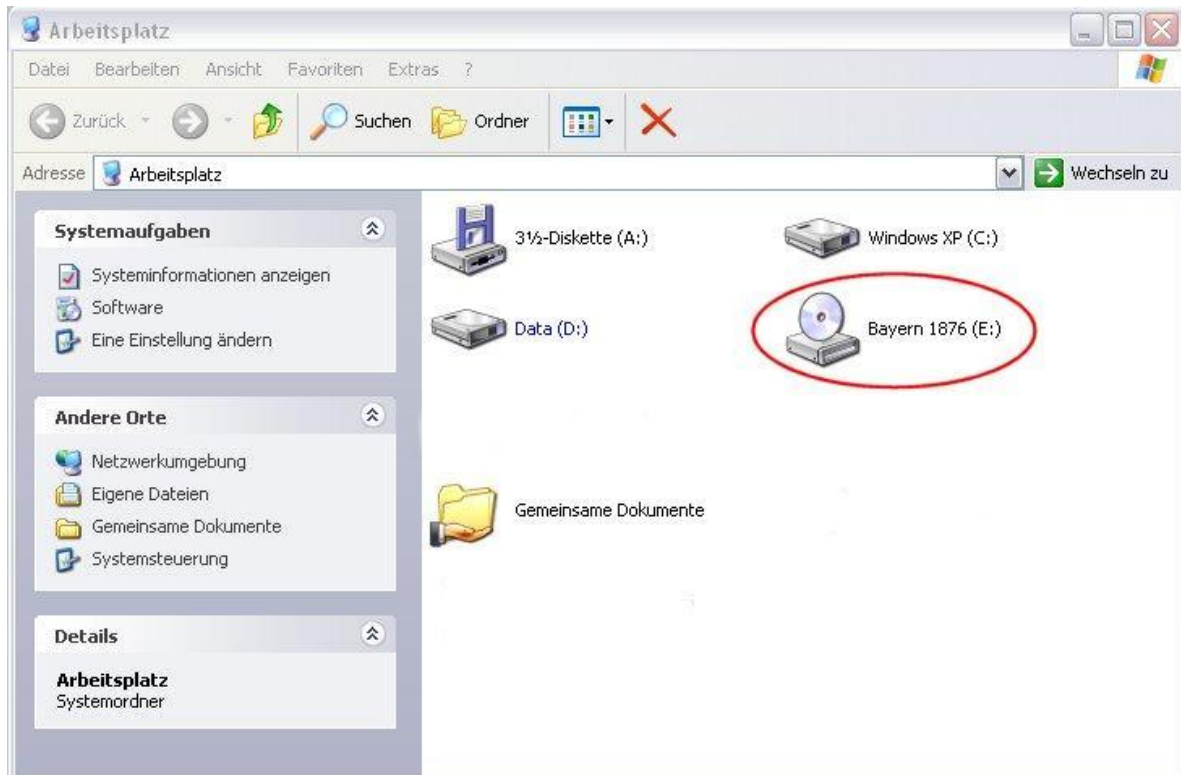 Arbeitsplatz
Datei Bearbeiten Ansicht Favoriten Extras ?
Zurück Suchen Ordner
Adresse Arbeitsplatz Wechseln zu
Systemaufgaben
Systeminformationen anzeigen
Software
Eine Einstellung ändern
Andere Orte
Netzwerkumgebung
Eigene Dateien
Gemeinsame Dokumente
Systemsteuerung
Details
Arbeitsplatz
Systemordner
3½-Diskette (A:)
Windows XP (C:)
Data (D:)
Bayern 1876 (E:)
Gemeinsame Dokumente